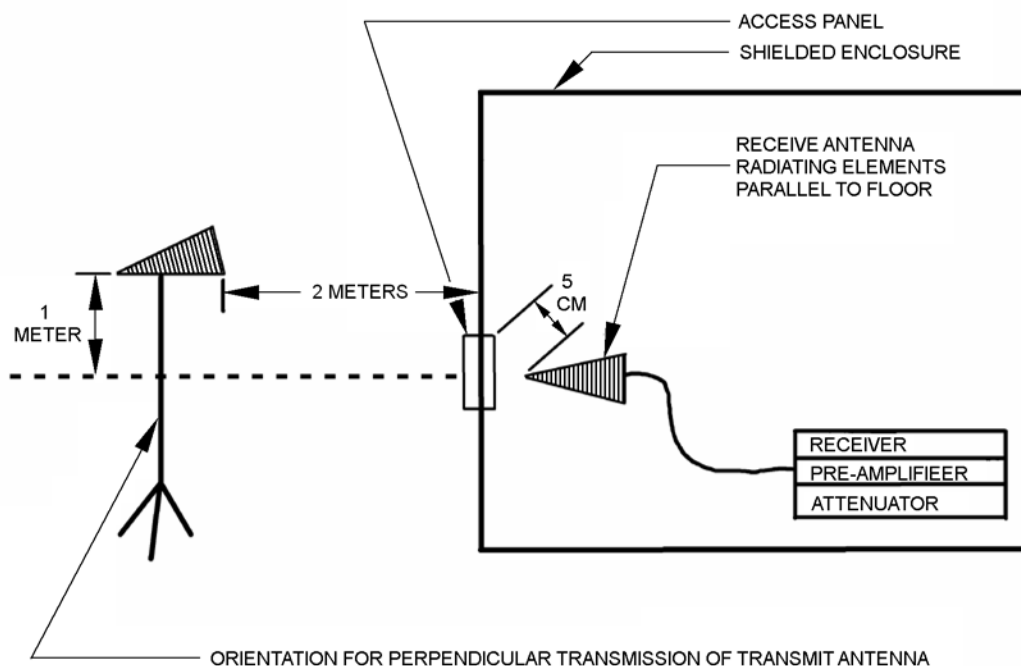 ACCESS PANEL
SHIELDED ENCLOSURE
RECEIVE ANTENNA
RADIATING ELEMENTS
PARALLEL TO FLOOR
5
CM
2 METERS
1
METER
RECEIVER
PRE-AMPLIFIEER
ATTENUATOR
ORIENTATION FOR PERPENDICULAR TRANSMISSION OF TRANSMIT ANTENNA